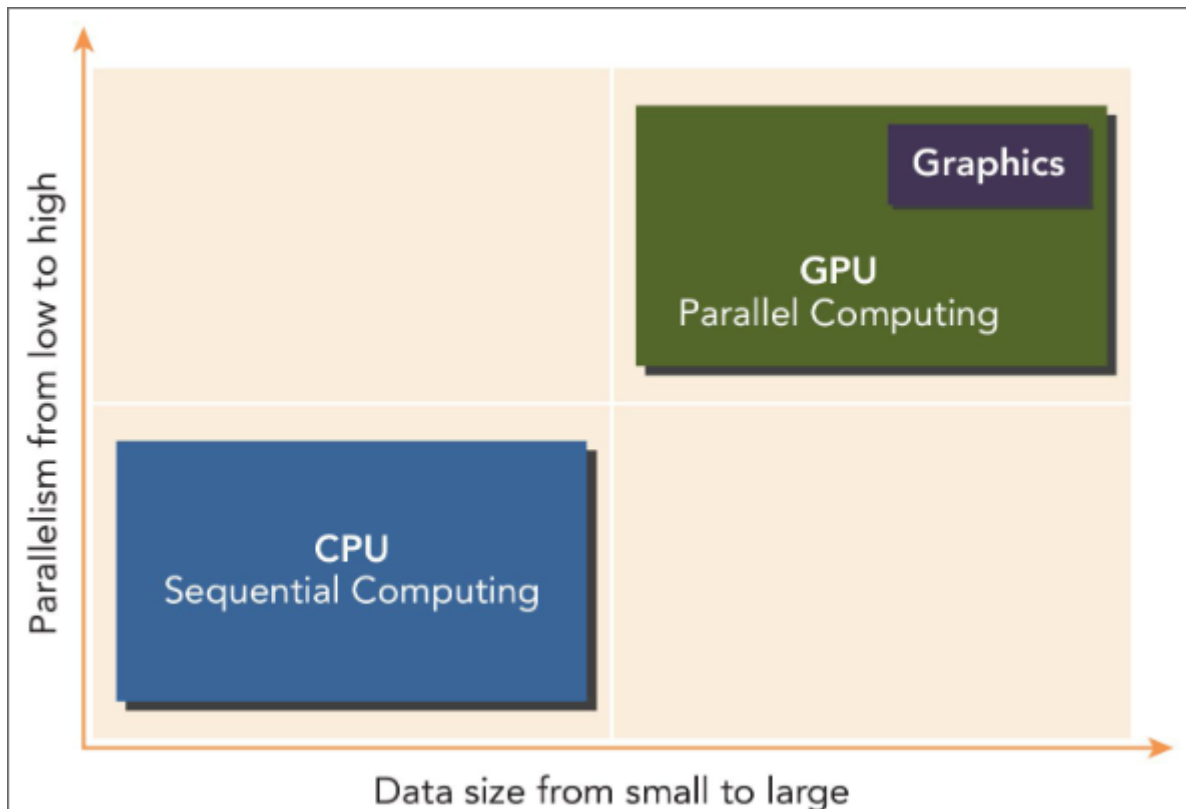 Parallelism from low to high
Graphics
GPU
Parallel Computing
CPU
Sequential Computing
Data size from small to large